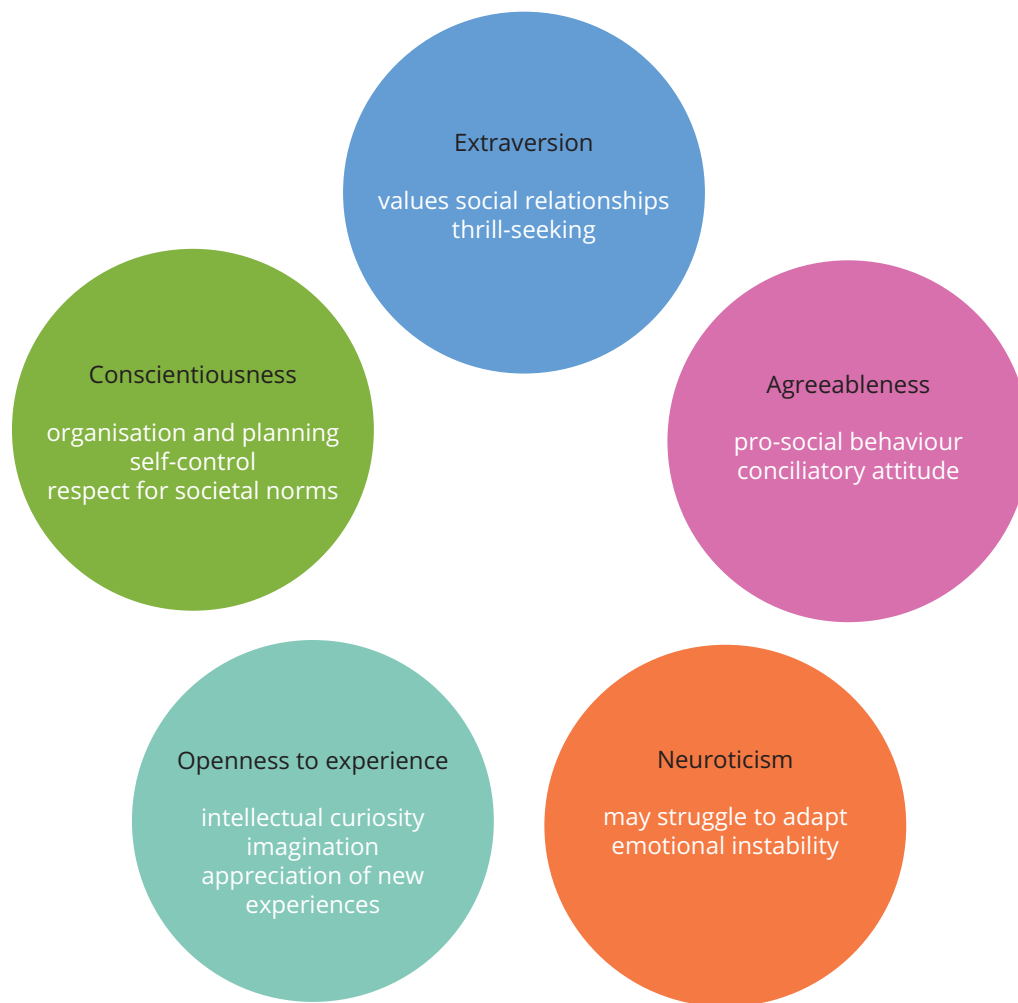 Extraversion
values social relationships
thrill-seeking
Conscientiousness
organisation and planning
self-control
respect for societal norms
Agreeableness
pro-social behaviour
conciliatory attitude
Openness to experience
intellectual curiosity
imagination
appreciation of new
experiences
Neuroticism
may struggle to adapt
emotional instability